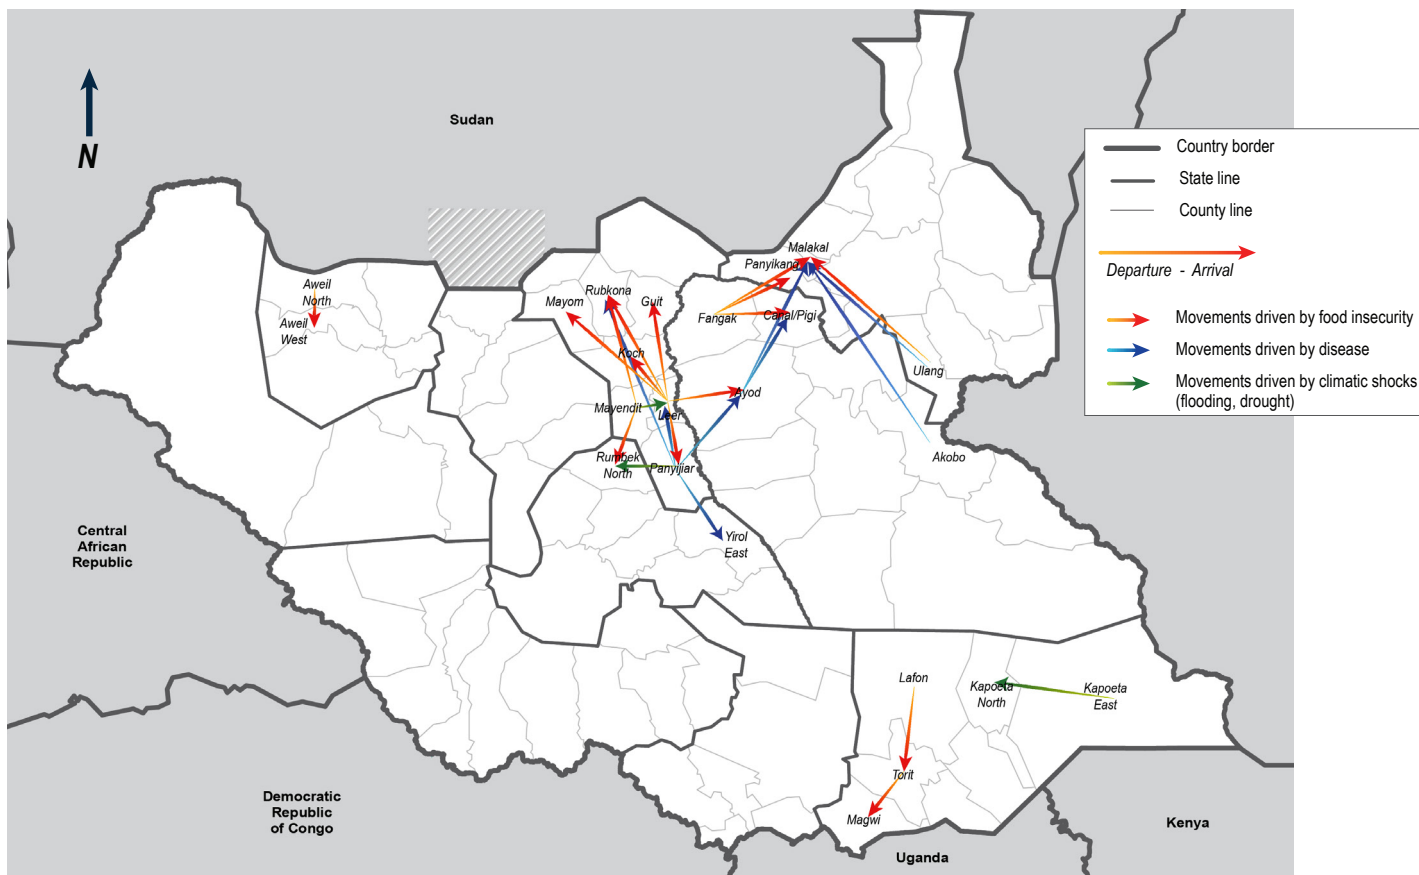 N
Sudan
Country border
State line
County line
Departure - Arrival
Movements driven by food insecurity
Movements driven by disease
Movements driven by climatic shocks
(flooding, drought)
Malakal
Panyikang
Aweil
North
Aweil
West
Mayom
Rubkona
Guit
Fangak
Canal/Pigi
Koch
Ulang
Mayendit
Leer
Ayod
Rumbek
North
Panyijiar
Akobo
Yirol
East
Central
African
Republic
Lafon
Kapoeta
North
Kapoeta
East
Torit
Magwi
Democratic
Republic
of Congo
Kenya
Uganda